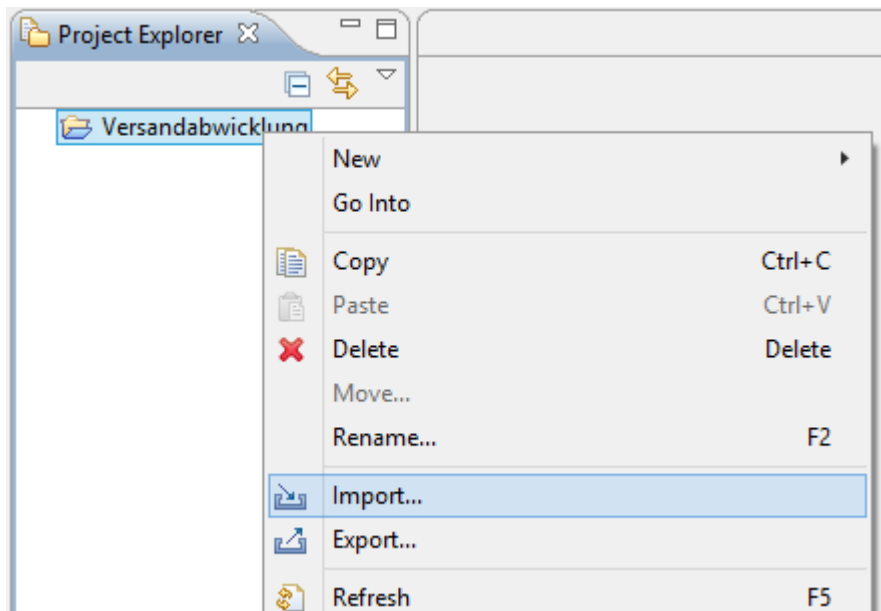 Project Explorer
Versandabwicklung
New
Go Into
Copy Ctrl+C
Paste Ctrl+V
Delete Delete
Move...
Rename... F2
Import...
Export...
Refresh F5